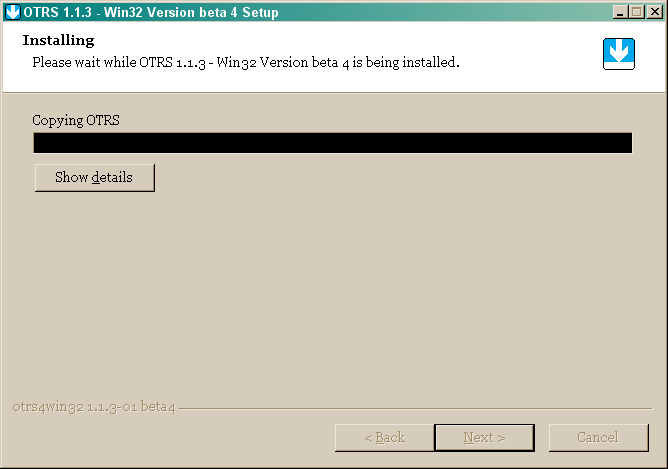 OTRS 1.1.3 - Win32 Version beta 4 Setup
Installing
Please wait while OTRS 1.1.3 - Win32 Version beta 4 is being installed.
Copying OTRS
Show details
otrs4win32 1.1.3-01 beta4
< Back
Next >
Cancel